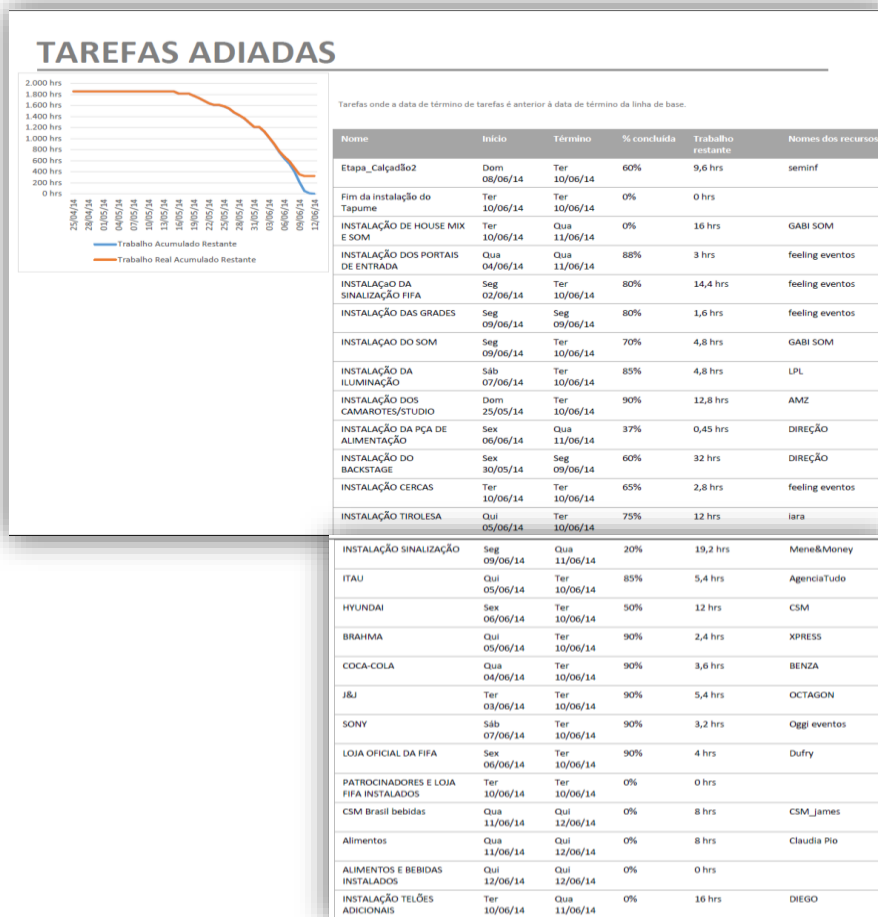 TAREFAS ADIADAS
2.000 hrs
1.800 hrs
1.600 hrs
1.400 hrs
1.200 hrs
1.000 hrs
800 hrs
600 hrs
400 hrs
200 hrs
0 hrs
25/04/14
28/04/14
01/05/14
04/05/14
07/05/14
10/05/14
13/05/14
16/05/14
19/05/14
22/05/14
25/05/14
28/05/14
31/05/14
03/06/14
06/06/14
09/06/14
12/06/14
Trabalho Acumulado Restante
Trabalho Real Acumulado Restante
Tarefas onde a data de término de tarefas é anterior à data de término da linha de base.
Nome Início Término % concluída Trabalho Nomes dos recursos
restante
Etapa_Calçadão2 Dom Ter 60% 9,6 hrs seminf
08/06/14 10/06/14
Fim da instalação do Ter Ter 0% 0 hrs
Tapume 10/06/14 10/06/14
INSTALAÇÃO DE HOUSE MIX Ter Qua 0% 16 hrs GABI SOM
E SOM 10/06/14 11/06/14
INSTALAÇÃO DOS PORTAIS Qua Qua 88% 3 hrs feeling eventos
DE ENTRADA 04/06/14 11/06/14
INSTALAÇaO DA Seg Ter 80% 14,4 hrs feeling eventos
SINALIZAÇÃO FIFA 02/06/14 10/06/14
INSTALAÇÃO DAS GRADES Seg Seg 80% 1,6 hrs feeling eventos
09/06/14 09/06/14
INSTALAÇAO DO SOM Seg Ter 70% 4,8 hrs GABI SOM
09/06/14 10/06/14
INSTALAÇÃO DA Sáb Ter 85% 4,8 hrs LPL
ILUMINAÇÃO 07/06/14 10/06/14
INSTALAÇÃO DOS Dom Ter 90% 12,8 hrs AMZ
CAMAROTES/STUDIO 25/05/14 10/06/14
INSTALAÇÃO DA PÇA DE Sex Qua 37% 0,45 hrs DIREÇÃO
ALIMENTAÇÃO 06/06/14 11/06/14
INSTALAÇÃO DO Sex Seg 60% 32 hrs DIREÇÃO
BACKSTAGE 30/05/14 09/06/14
INSTALAÇÃO CERCAS Ter Ter 65% 2,8 hrs feeling eventos
10/06/14 10/06/14
INSTALAÇÃO TIROLESA Qui Ter 75% 12 hrs iara
05/06/14 10/06/14
INSTALAÇÃO SINALIZAÇÃO Seg Qua 20% 19,2 hrs Mene&Money
09/06/14 11/06/14
ITAU Qui Ter 85% 5,4 hrs AgenciaTudo
05/06/14 10/06/14
HYUNDAI Sex Ter 50% 12 hrs CSM
06/06/14 10/06/14
BRAHMA Qui Ter 90% 2,4 hrs XPRESS
05/06/14 10/06/14
COCA-COLA Qua Ter 90% 3,6 hrs BENZA
04/06/14 10/06/14
J&J Ter Ter 90% 5,4 hrs OCTAGON
03/06/14 10/06/14
SONY Sáb Ter 90% 3,2 hrs Oggi eventos
07/06/14 10/06/14
LOJA OFICIAL DA FIFA Sex Ter 90% 4 hrs Dufry
06/06/14 10/06/14
PATROCINADORES E LOJA Ter Ter 0% 0 hrs
FIFA INSTALADOS 10/06/14 10/06/14
CSM Brasil bebidas Qua Qui 0% 8 hrs CSM_james
11/06/14 12/06/14
Alimentos Qua Qui 0% 8 hrs Claudia Pio
11/06/14 12/06/14
ALIMENTOS E BEBIDAS Qui Qui 0% 0 hrs
INSTALADOS 12/06/14 12/06/14
INSTALAÇÃO TELÕES Ter Qua 0% 16 hrs DIEGO
ADICIONAIS 10/06/14 11/06/14